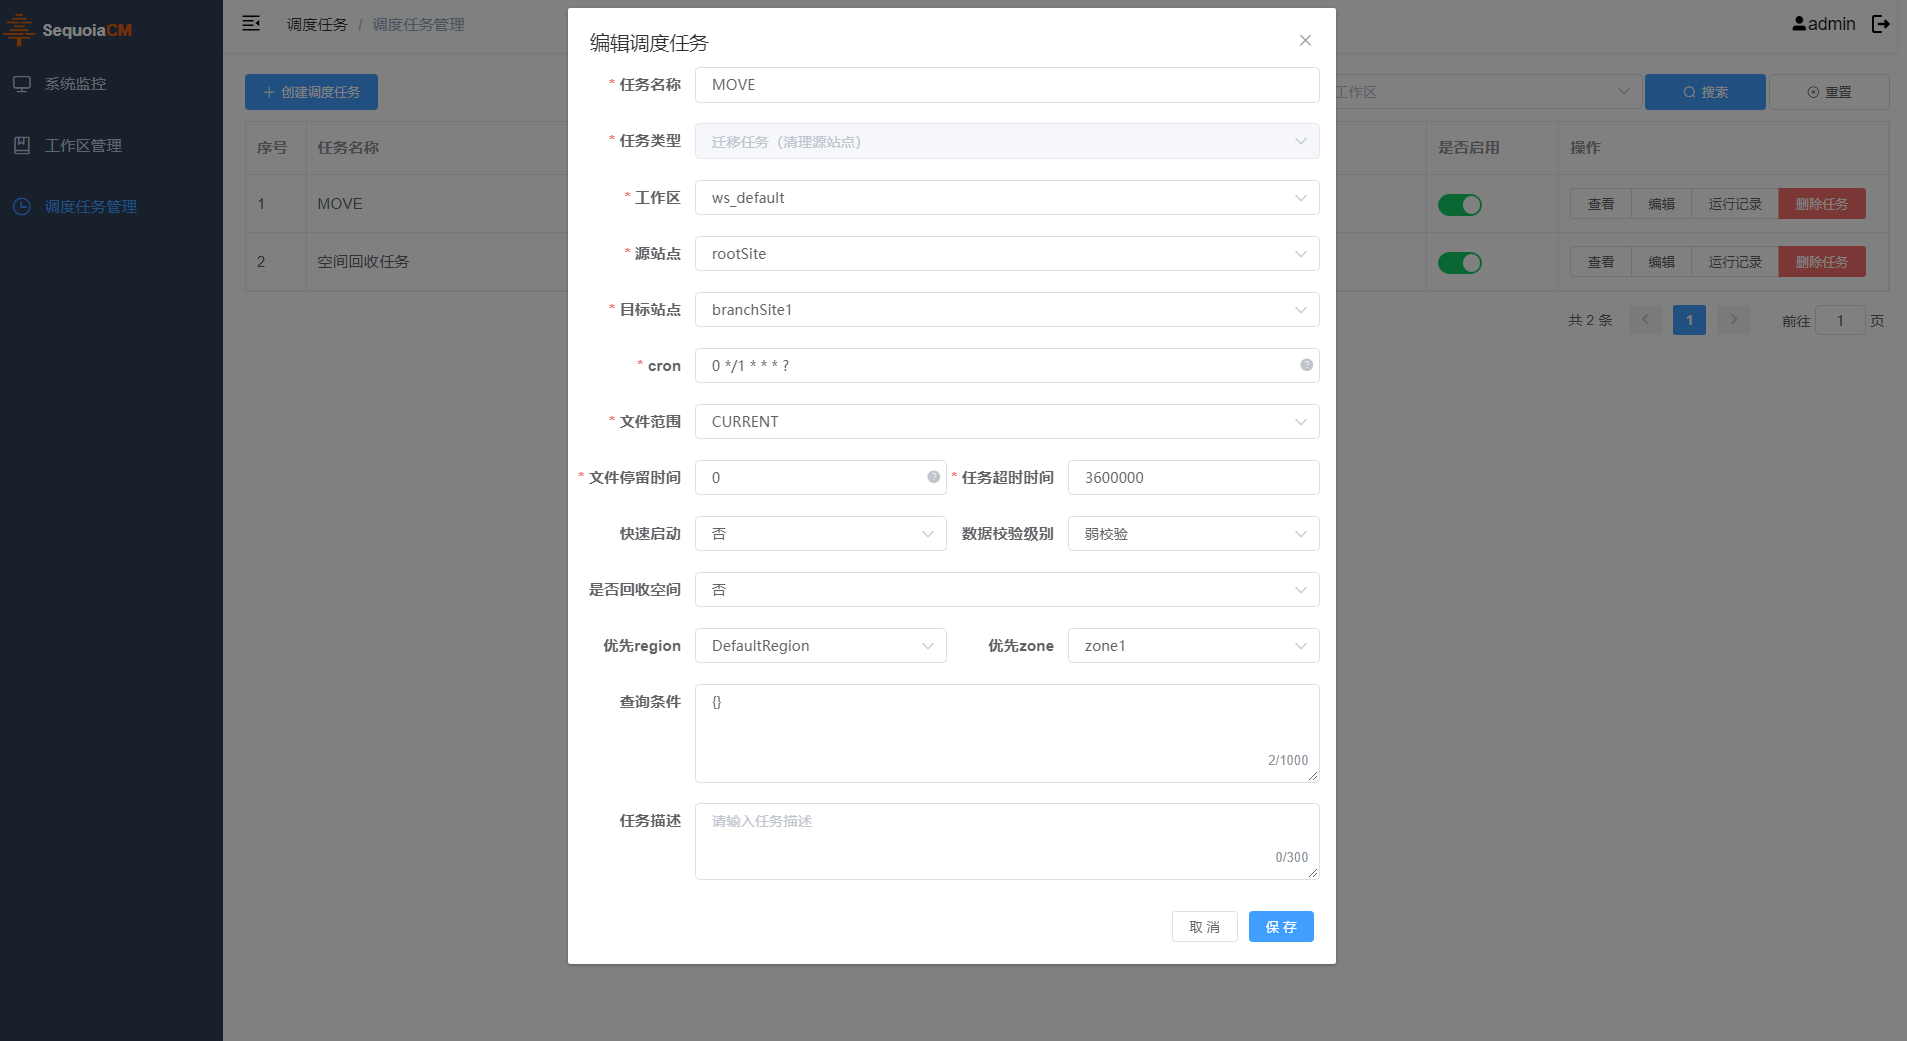 SequoiaCM
系统监控
工作区管理
调度任务管理
调度任务 / 调度任务管理
admin
创建调度任务
工作区
搜索
重置
序号 任务名称 是否启用 操作
1 MOVE 查看 编辑 运行记录 删除任务
2 空间回收任务 查看 编辑 运行记录 删除任务
共 2 条 1 前往 1 页
编辑调度任务
* 任务名称 MOVE
* 任务类型 迁移任务（清理源站点）
* 工作区 ws_default
* 源站点 rootSite
* 目标站点 branchSite1
* cron 0 */1 * * * ?
* 文件范围 CURRENT
* 文件停留时间 0 * 任务超时时间 3600000
快速启动 否 数据校验级别 弱校验
是否回收空间 否
优先region DefaultRegion 优先zone zone1
查询条件 {}
2/1000
任务描述 请输入任务描述
0/300
取 消 保 存